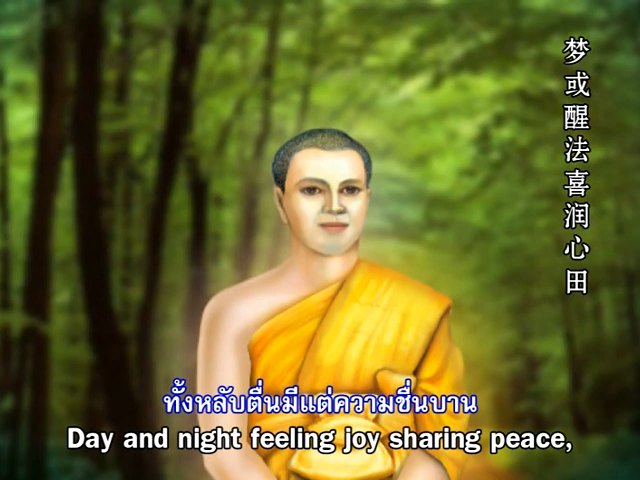 梦或醒法喜润心田
ทั้งหลับตื่นมีแต่ความชื่นบาน
Day and night feeling joy sharing peace,